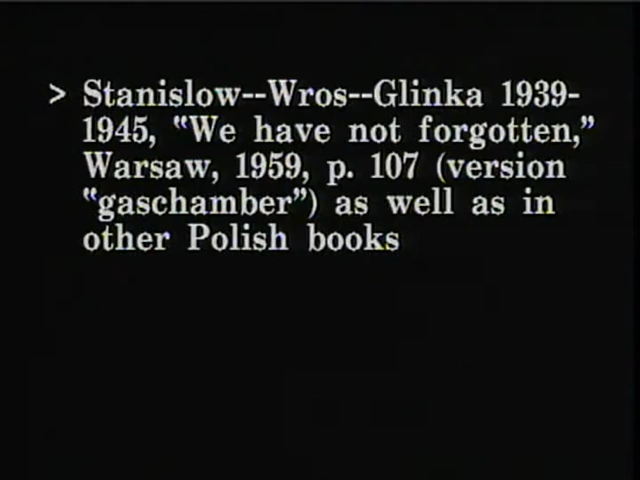 > Stanislow--Wros--Glinka 1939-
1945, "We have not forgotten,"
Warsaw, 1959, p. 107 (version
"gaschamber") as well as in
other Polish books